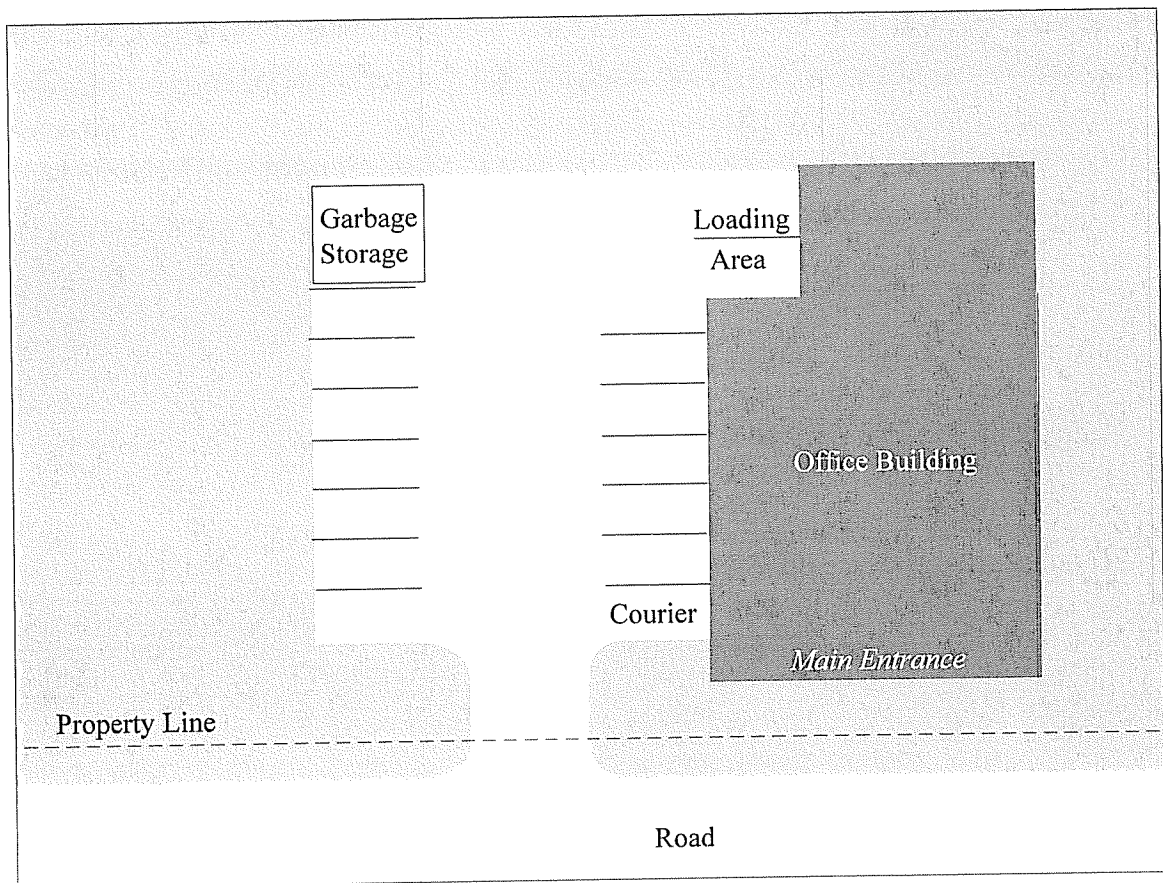 Garbage
Storage
Loading
Area
Office Building
Courier
Main Entrance
Property Line
Road